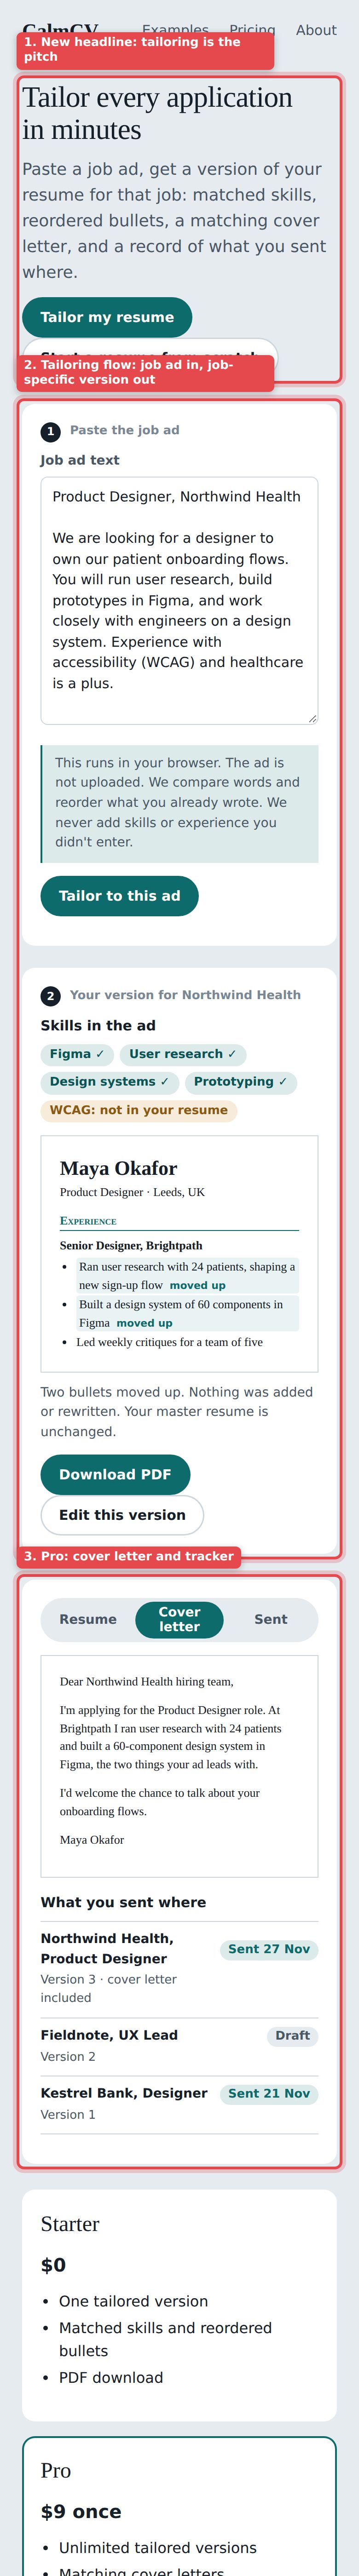 CalmCV Examples Pricing About
1. New headline: tailoring is the
pitch
Tailor every application
in minutes
Paste a job ad, get a version of your
resume for that job: matched skills,
reordered bullets, a matching cover
letter, and a record of what you sent
where.
Tailor my resume
Start a resume from scratch
2. Tailoring flow: job ad in, job-
specific version out
1 Paste the job ad
Job ad text
Product Designer, Northwind Health
We are looking for a designer to
own our patient onboarding flows.
You will run user research, build
prototypes in Figma, and work
closely with engineers on a design
system. Experience with
accessibility (WCAG) and healthcare
is a plus.
This runs in your browser. The ad is
not uploaded. We compare words and
reorder what you already wrote. We
never add skills or experience you
didn't enter.
Tailor to this ad
2 Your version for Northwind Health
Skills in the ad
Figma ✓ User research ✓
Design systems ✓ Prototyping ✓
WCAG: not in your resume
Maya Okafor
Product Designer · Leeds, UK
Experience
Senior Designer, Brightpath
• Ran user research with 24 patients, shaping a
new sign-up flow moved up
• Built a design system of 60 components in
Figma moved up
• Led weekly critiques for a team of five
Two bullets moved up. Nothing was added
or rewritten. Your master resume is
unchanged.
Download PDF
Edit this version
3. Pro: cover letter and tracker
Resume Cover letter Sent
Dear Northwind Health hiring team,
I'm applying for the Product Designer role. At
Brightpath I ran user research with 24 patients
and built a 60-component design system in
Figma, the two things your ad leads with.
I'd welcome the chance to talk about your
onboarding flows.
Maya Okafor
What you sent where
Northwind Health,
Product Designer
Sent 27 Nov
Version 3 · cover letter
included
Fieldnote, UX Lead Draft
Version 2
Kestrel Bank, Designer Sent 21 Nov
Version 1
Starter
$0
• One tailored version
• Matched skills and reordered
bullets
• PDF download
Pro
$9 once
• Unlimited tailored versions
• Matching cover letters